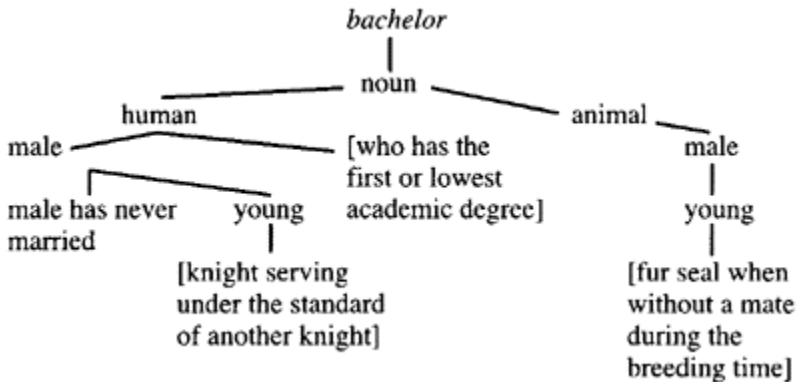 bachelor
noun
human
animal
male
[who has the
first or lowest
academic degree]
male
male has never
married
young
young
[knight serving
under the standard
of another knight]
[fur seal when
without a mate
during the
breeding time]